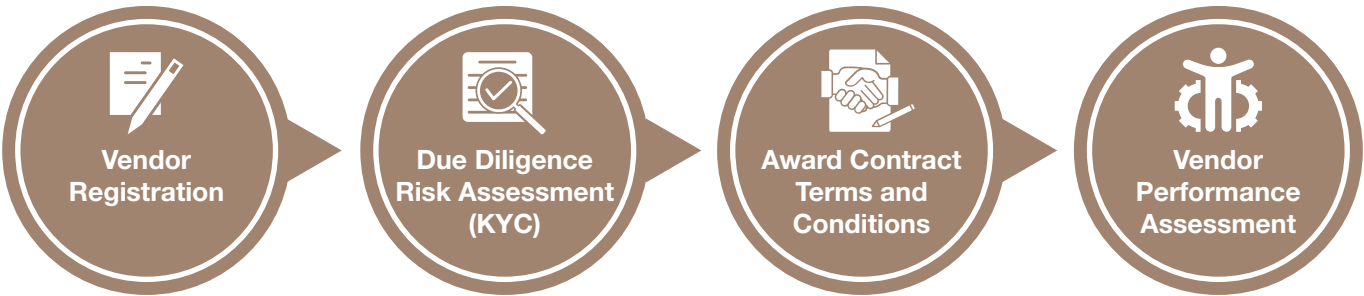 Vendor
Registration
Due Diligence
Risk Assessment
(KYC)
Award Contract
Terms and
Conditions
Vendor
Performance
Assessment